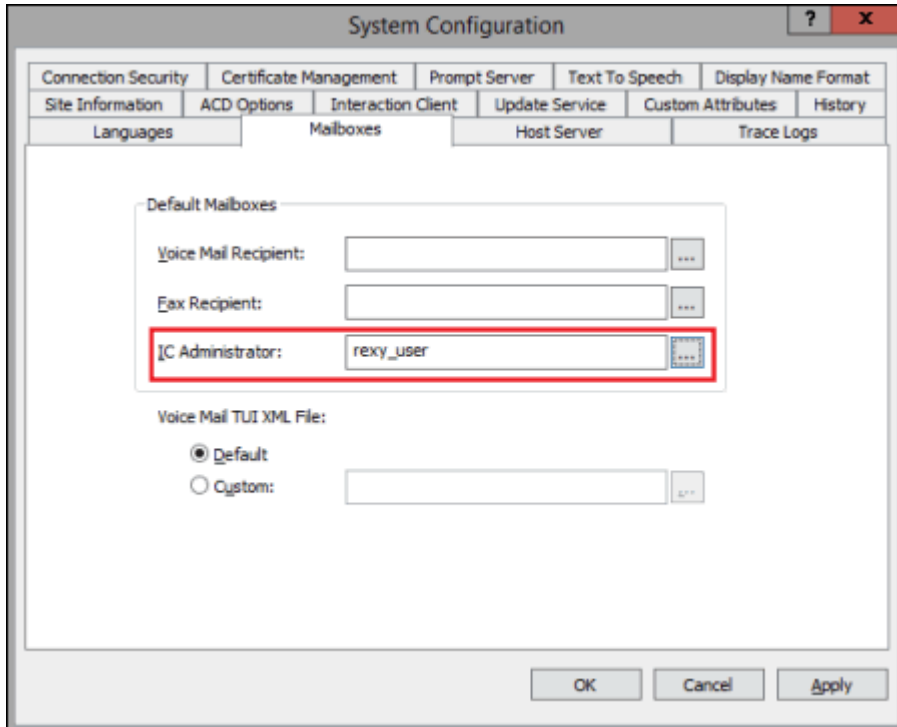 System Configuration
? x
Connection Security Certificate Management Prompt Server Text To Speech Display Name Format
Site Information ACD Options Interaction Client Update Service Custom Attributes History
Languages Mailboxes Host Server Trace Logs
Default Mailboxes
Voice Mail Recipient: ...
Fax Recipient: ...
IC Administrator: rexy_user ...
Voice Mail TUI XML File:
Default
Custom: ...
OK Cancel Apply